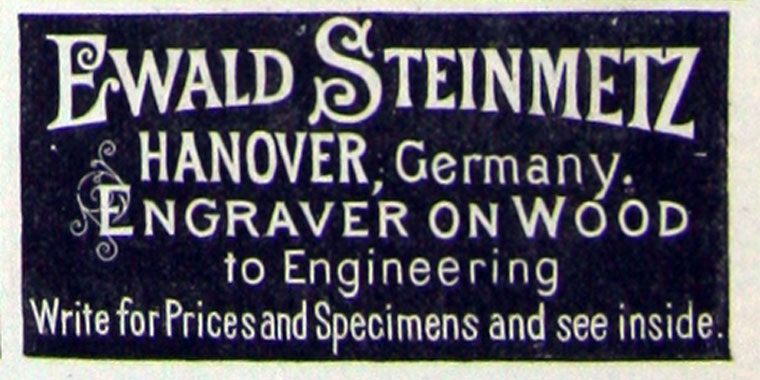 EWALD STEINMETZ
HANOVER, Germany.
ENGRAVER ON WOOD
to Engineering
Write for Prices and Specimens and see inside.